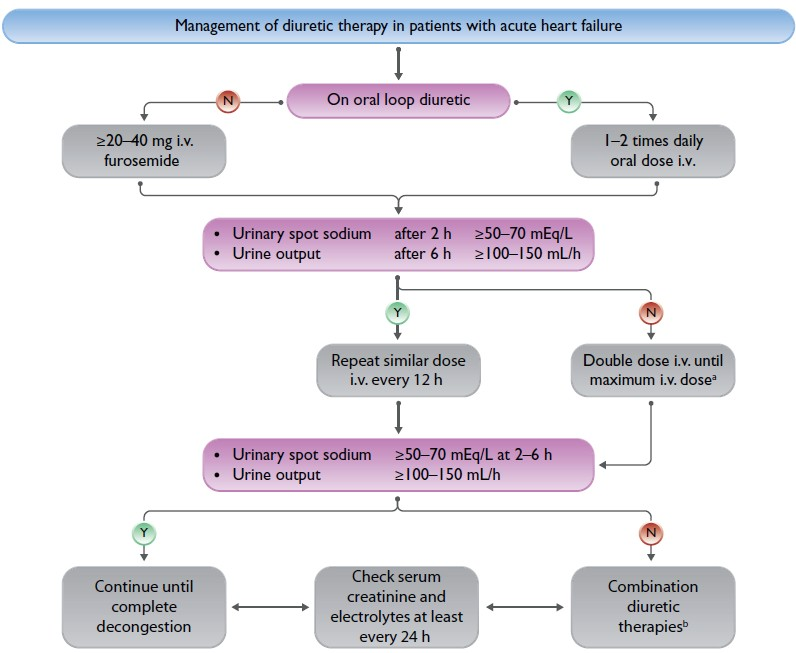 Management of diuretic therapy in patients with acute heart failure
On oral loop diuretic
N
Y
≥20–40 mg i.v.
furosemide
1–2 times daily
oral dose i.v.
• Urinary spot sodium after 2 h ≥50–70 mEq/L
• Urine output after 6 h ≥100–150 mL/h
Y
N
Repeat similar dose
i.v. every 12 h
Double dose i.v. until
maximum i.v. doseᵃ
• Urinary spot sodium ≥50–70 mEq/L at 2–6 h
• Urine output ≥100–150 mL/h
Y
N
Continue until
complete
decongestion
Check serum
creatinine and
electrolytes at least
every 24 h
Combination
diuretic
therapiesᵇ